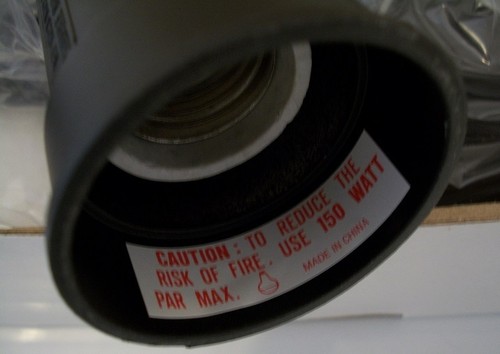 CAUTION: TO REDUCE THE
RISK OF FIRE. USE 150 WATT
PAR MAX.
MADE IN CHINA